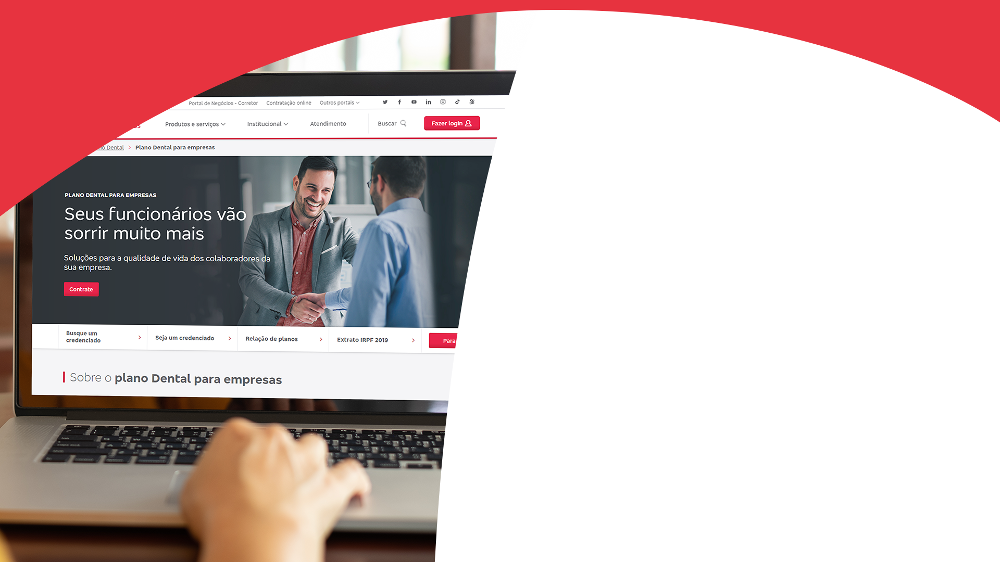 Portal de Negócios - Corretor Contratação online Outros portais
Produtos e serviços Institucional Atendimento Buscar Fazer login
Dental > Plano Dental para empresas
PLANO DENTAL PARA EMPRESAS
Seus funcionários vão
sorrir muito mais
Soluções para a qualidade de vida dos colaboradores da
sua empresa.
Contrate
Busque um
credenciado
Seja um credenciado
Relação de planos
Extrato IRPF 2019
Para
Sobre o plano Dental para empresas